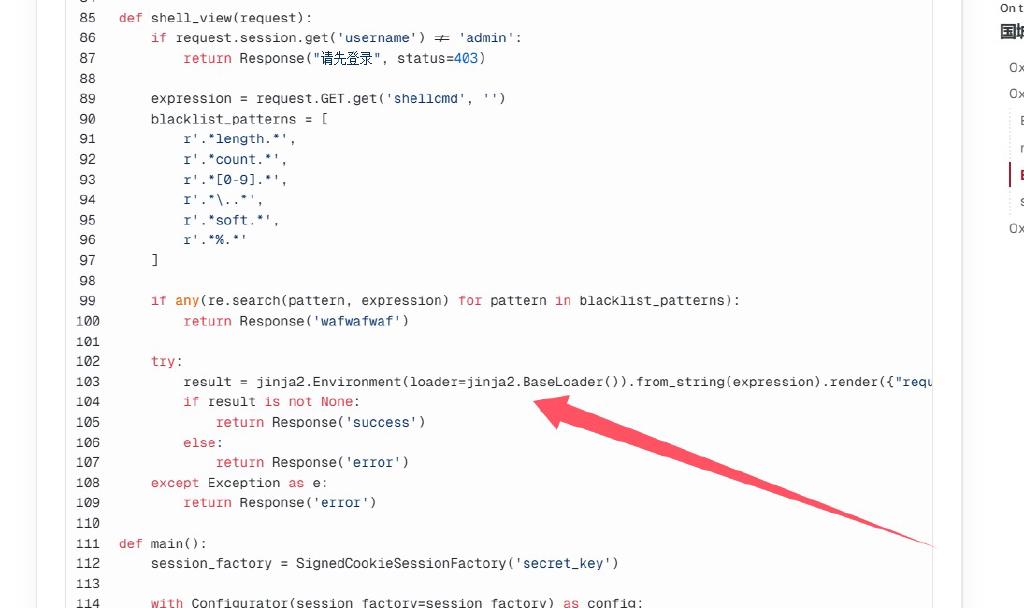 85 def shell_view(request):
86     if request.session.get('username') ≠ 'admin':
87         return Response("请先登录", status=403)
88
89     expression = request.GET.get('shellcmd', '')
90     blacklist_patterns = [
91         r'.*length.*',
92         r'.*count.*',
93         r'.*[0-9].*',
94         r'.*\..*',
95         r'.*soft.*',
96         r'.*%.*'
97     ]
98
99     if any(re.search(pattern, expression) for pattern in blacklist_patterns):
100         return Response('wafwafwaf')
101
102     try:
103         result = jinja2.Environment(loader=jinja2.BaseLoader()).from_string(expression).render({"requ
104         if result is not None:
105             return Response('success')
106         else:
107             return Response('error')
108     except Exception as e:
109         return Response('error')
110
111 def main():
112     session_factory = SignedCookieSessionFactory('secret_key')
113
114     with Configurator(session_factory=session_factory) as config:
On t
国城
0x
0x
0x